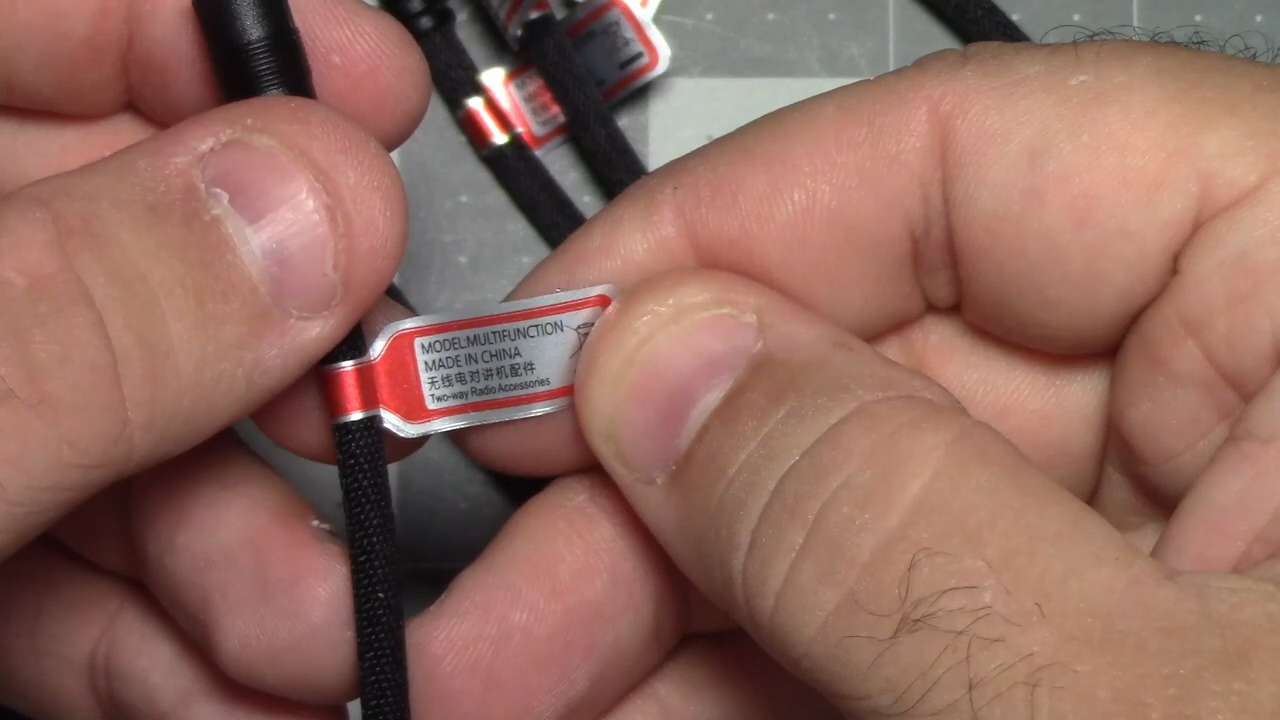 MODEL:MULTIFUNCTION
MADE IN CHINA
无线电对讲机配件
Two-way Radio Accessories